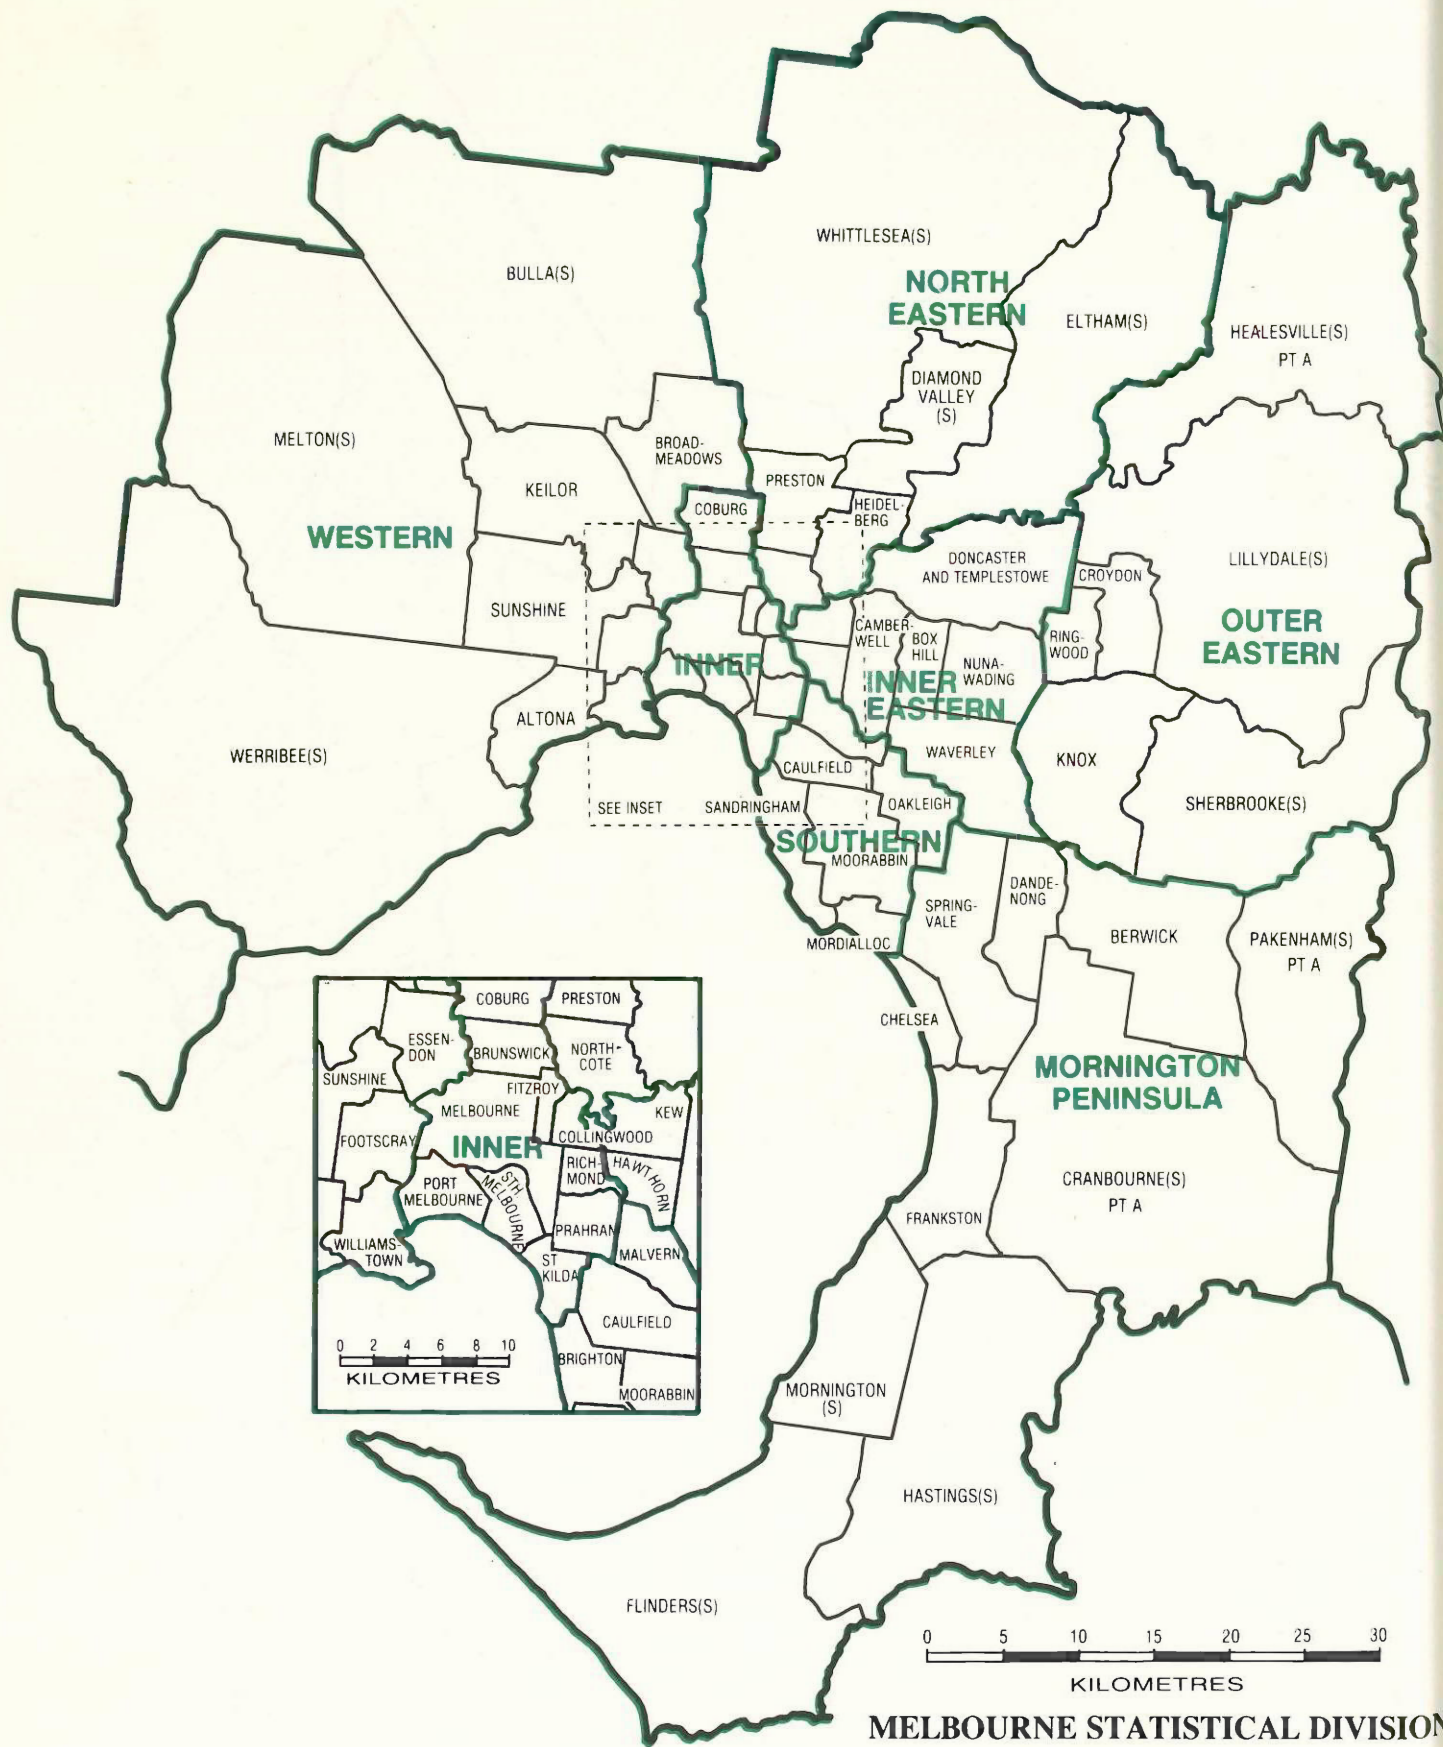 WHITTLESEA(S)
BULLA(S)
NORTH
EASTERN
ELTHAM(S)
HEALESVILLE(S)
PT A
DIAMOND
VALLEY
(S)
MELTON(S)
BROAD-
MEADOWS
KEILOR
PRESTON
COBURG
HEIDEL-
BERG
WESTERN
DONCASTER
AND TEMPLESTOWE
CROYDON
LILLYDALE(S)
SUNSHINE
CAMBER-
WELL
BOX
HILL
RING-
WOOD
OUTER
EASTERN
INNER
NUNA-
WADING
INNER
EASTERN
ALTONA
WERRIBEE(S)
WAVERLEY
KNOX
CAULFIELD
SEE INSET
SANDRINGHAM
OAKLEIGH
SHERBROOKE(S)
SOUTHERN
MOORABBIN
SPRING-
VALE
DANDE-
NONG
MORDIALLOC
BERWICK
PAKENHAM(S)
PT A
CHELSEA
MORNINGTON
PENINSULA
CRANBOURNE(S)
PT A
FRANKSTON
MORNINGTON
(S)
HASTINGS(S)
FLINDERS(S)
COBURG
PRESTON
ESSEN-
DON
BRUNSWICK
NORTH-
COTE
SUNSHINE
FITZROY
MELBOURNE
KEW
FOOTSCRAY
INNER
COLLINGWOOD
RICH-
MOND
HAWTHORN
PORT
MELBOURNE
STH
MELBOURNE
PRAHRAN
WILLIAMS-
TOWN
ST
KILDA
MALVERN
CAULFIELD
BRIGHTON
MOORABBIN
0 2 4 6 8 10
KILOMETRES
0 5 10 15 20 25 30
KILOMETRES
MELBOURNE STATISTICAL DIVISION